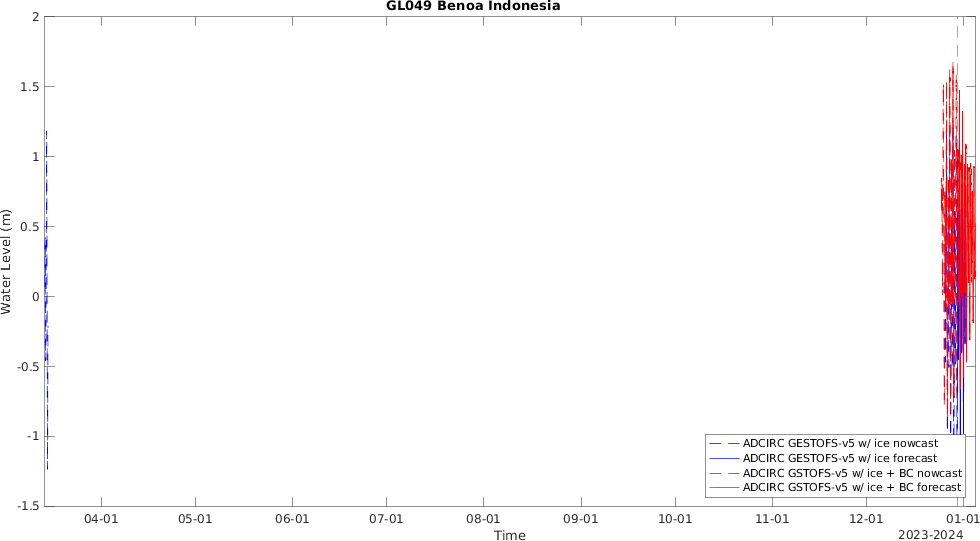 GL049 Benoa Indonesia
2
1.5
1
0.5
0
-0.5
-1
-1.5
Water Level (m)
ADCIRC GESTOFS-v5 w/ ice nowcast
ADCIRC GESTOFS-v5 w/ ice forecast
ADCIRC GSTOFS-v5 w/ ice + BC nowcast
ADCIRC GSTOFS-v5 w/ ice + BC forecast
04-01 05-01 06-01 07-01 08-01 09-01 10-01 11-01 12-01 01-01
Time
2023-2024